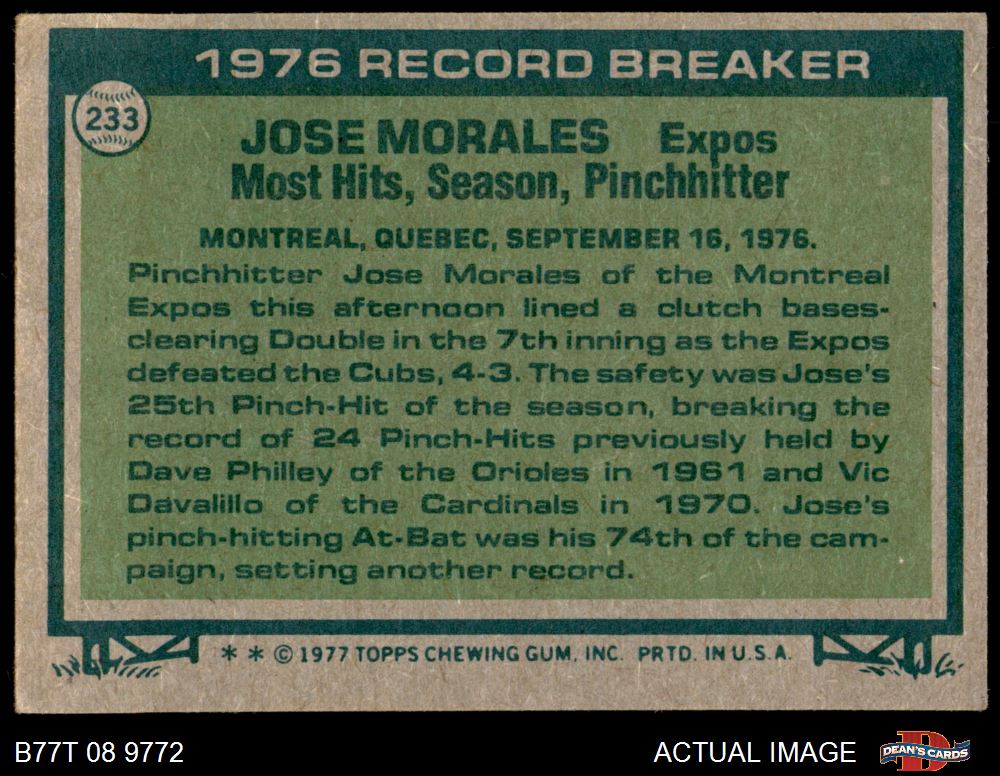 1976 RECORD BREAKER
233
JOSE MORALES Expos
Most Hits, Season, Pinchhitter
MONTREAL, QUEBEC, SEPTEMBER 16, 1976.
Pinchhitter Jose Morales of the Montreal
Expos this afternoon lined a clutch bases-
clearing Double in the 7th inning as the Expos
defeated the Cubs, 4-3. The safety was Jose's
25th Pinch-Hit of the season, breaking the
record of 24 Pinch-Hits previously held by
Dave Philley of the Orioles in 1961 and Vic
Davalillo of the Cardinals in 1970. Jose's
pinch-hitting At-Bat was his 74th of the cam-
paign, setting another record.
* * © 1977 TOPPS CHEWING GUM, INC. PRTD. IN U.S.A.
B77T 08 9772
ACTUAL IMAGE
D
DEAN'S CARDS